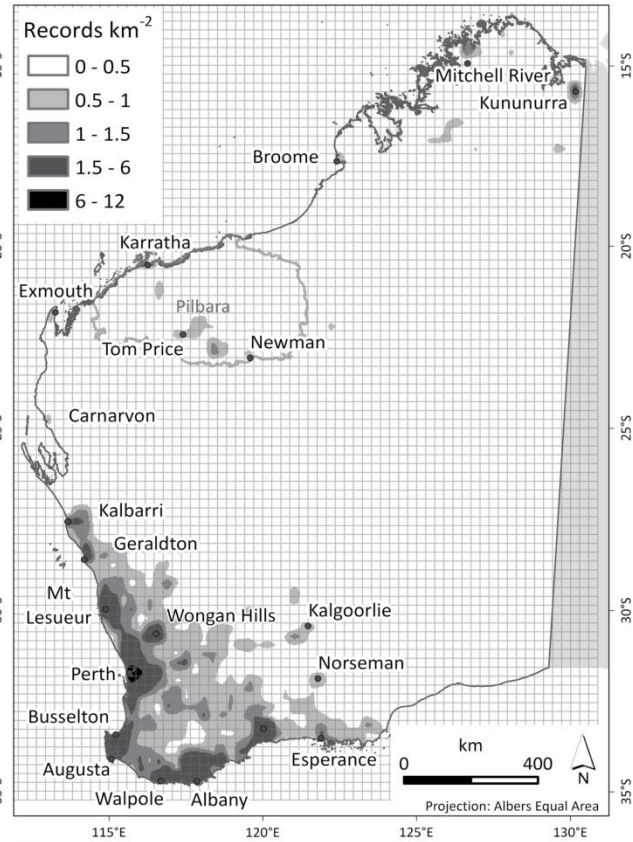 Records km-2
0 - 0.5
0.5 - 1
1 - 1.5
1.5 - 6
6 - 12
15°S
Mitchell River
Kununurra
Broome
20°S
Karratha
Exmouth
Pilbara
Tom Price
Newman
Carnarvon
25°S
Kalbarri
Geraldton
Mt
Lesueur
Wongan Hills
Kalgoorlie
30°S
Perth
Norseman
Busselton
Esperance
Augusta
Walpole
Albany
km
0
400
N
Projection: Albers Equal Area
35°S
115°E
120°E
125°E
130°E